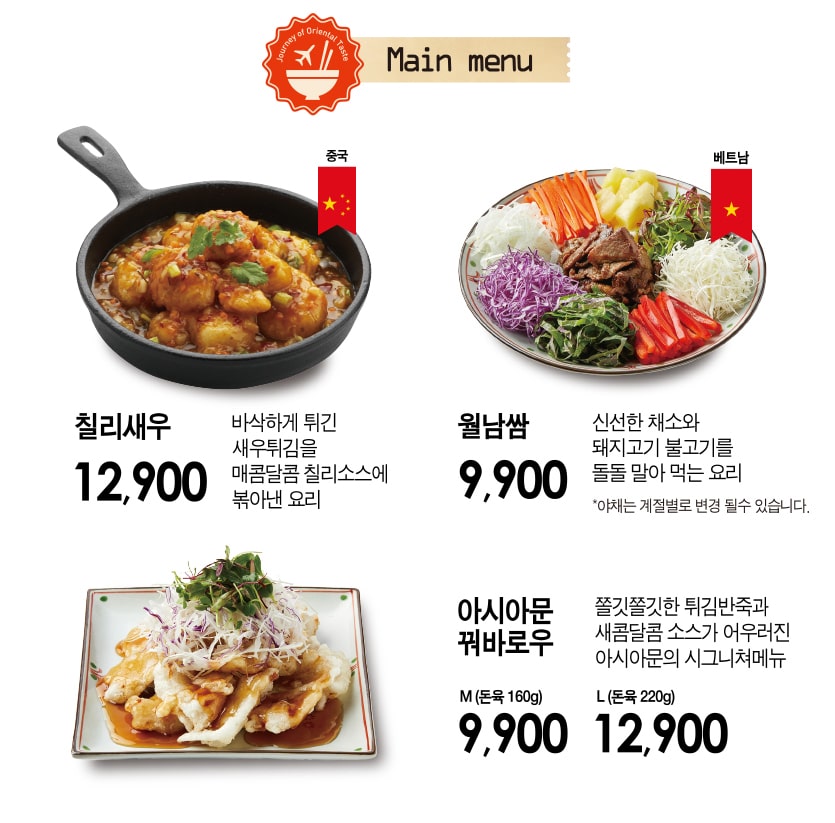 Journey of Oriental Taste
Main menu
중국
칠리새우
12,900
바삭하게 튀긴
새우튀김을
매콤달콤 칠리소스에
볶아낸 요리
베트남
월남쌈
9,900
신선한 채소와
돼지고기 불고기를
돌돌 말아 먹는 요리
*야채는 계절별로 변경 될수 있습니다.
아시아문
꿔바로우
쫄깃쫄깃한 튀김반죽과
새콤달콤 소스가 어우러진
아시아문의 시그니쳐메뉴
M (돈육 160g)
9,900
L (돈육 220g)
12,900